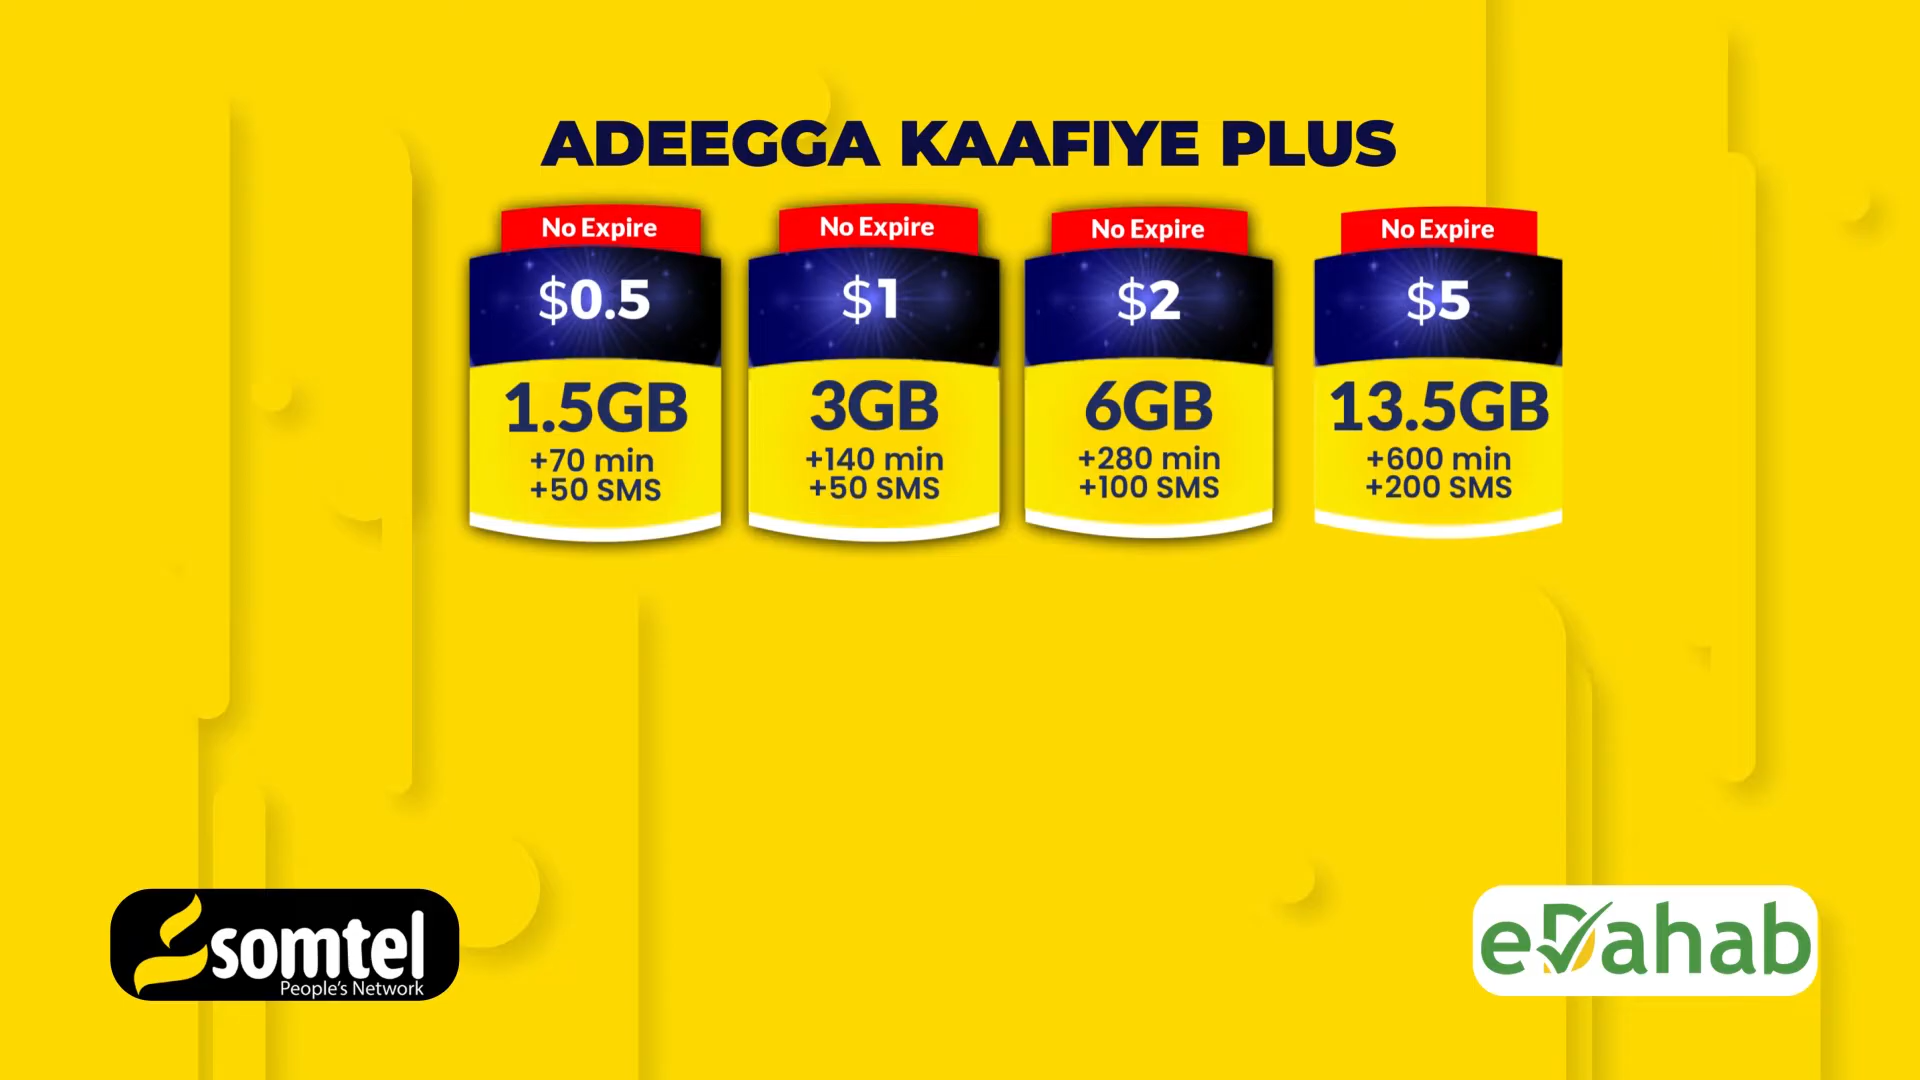 ADEEGGA KAAFIYE PLUS
No Expire
$0.5
1.5GB
+70 min
+50 SMS
No Expire
$1
3GB
+140 min
+50 SMS
No Expire
$2
6GB
+280 min
+100 SMS
No Expire
$5
13.5GB
+600 min
+200 SMS
somtel
People's Network
eDahab